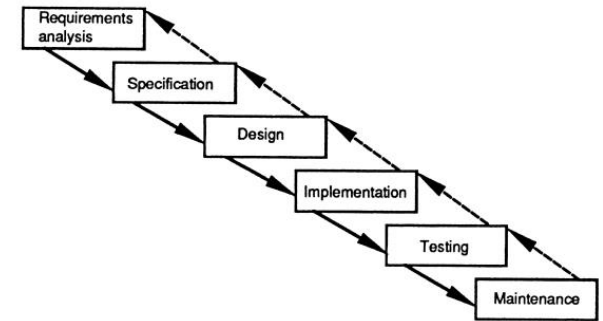 Requirements
analysis
Specification
Design
Implementation
Testing
Maintenance